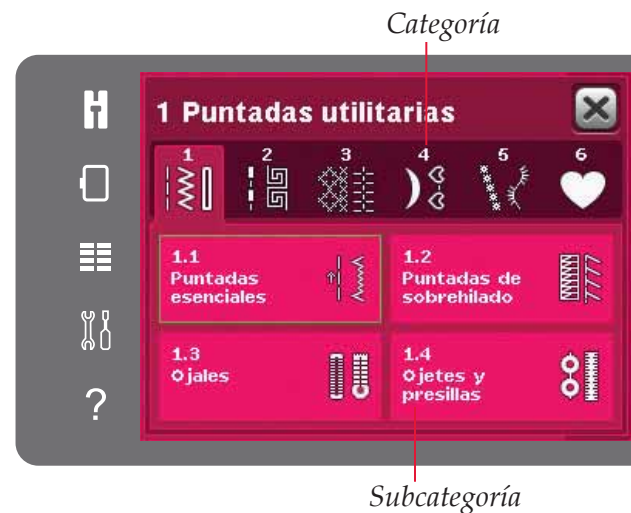 Categoría
1 Puntadas utilitarias
1 2 3 4 5 6
1.1
Puntadas
esenciales
1.2
Puntadas de
sobrehilado
1.3
Ojales
1.4
Ojetes y
presillas
?
Subcategoría